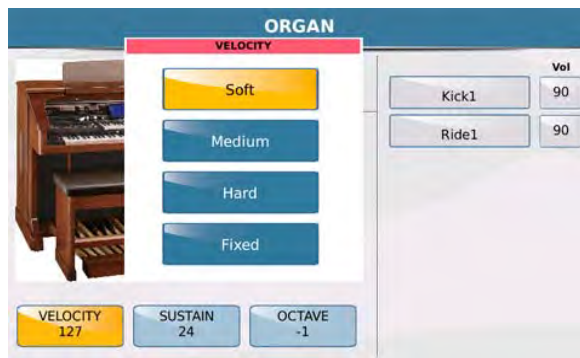 ORGAN
VELOCITY
Soft
Medium
Hard
Fixed
Vol
Kick1 90
Ride1 90
VELOCITY SUSTAIN OCTAVE
127 24 -1